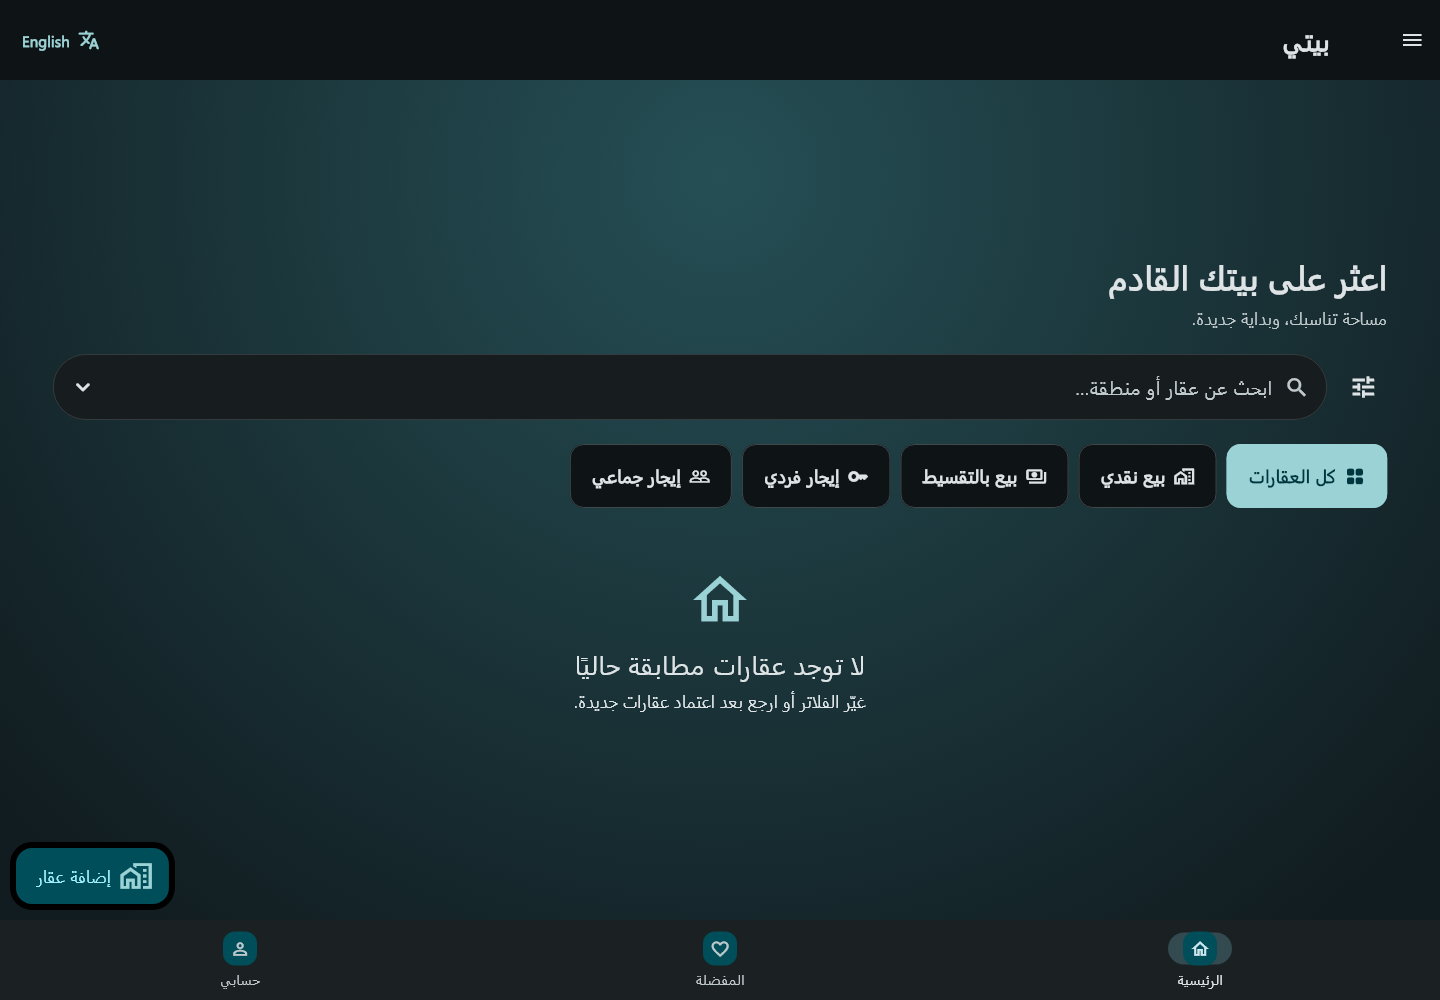 بيتي
English
اعثر على بيتك القادم
مساحة تناسبك، وبداية جديدة.
ابحث عن عقار أو منطقة...
كل العقارات
بيع نقدي
بيع بالتقسيط
إيجار فردي
إيجار جماعي
لا توجد عقارات مطابقة حاليًا
غيّر الفلاتر أو ارجع بعد اعتماد عقارات جديدة.
إضافة عقار
الرئيسية
المفضلة
حسابي